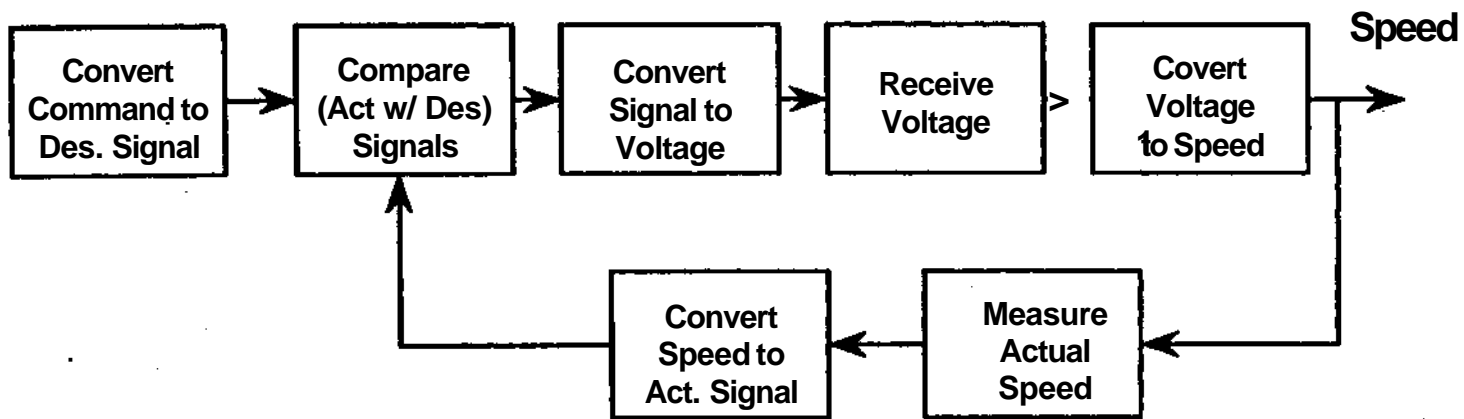 Speed
Convert
Command to
Des. Signal
Compare
(Act w/ Des)
Signals
Convert
Signal to
Voltage
Receive
Voltage
>
Covert
Voltage
to Speed
Convert
Speed to
Act. Signal
Measure
Actual
Speed